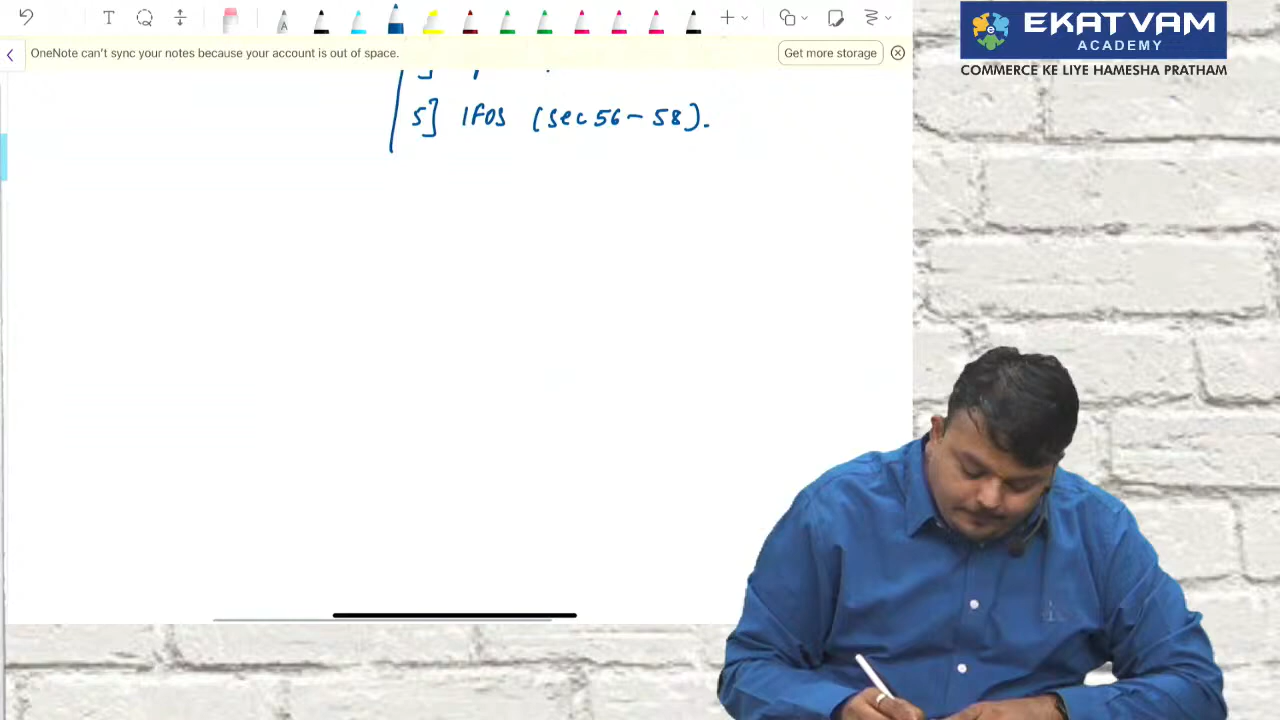 EKATVAM
ACADEMY
COMMERCE KE LIYE HAMESHA PRATHAM
OneNote can't sync your notes because your account is out of space.
Get more storage
5] IFOS (sec 56 - 58).